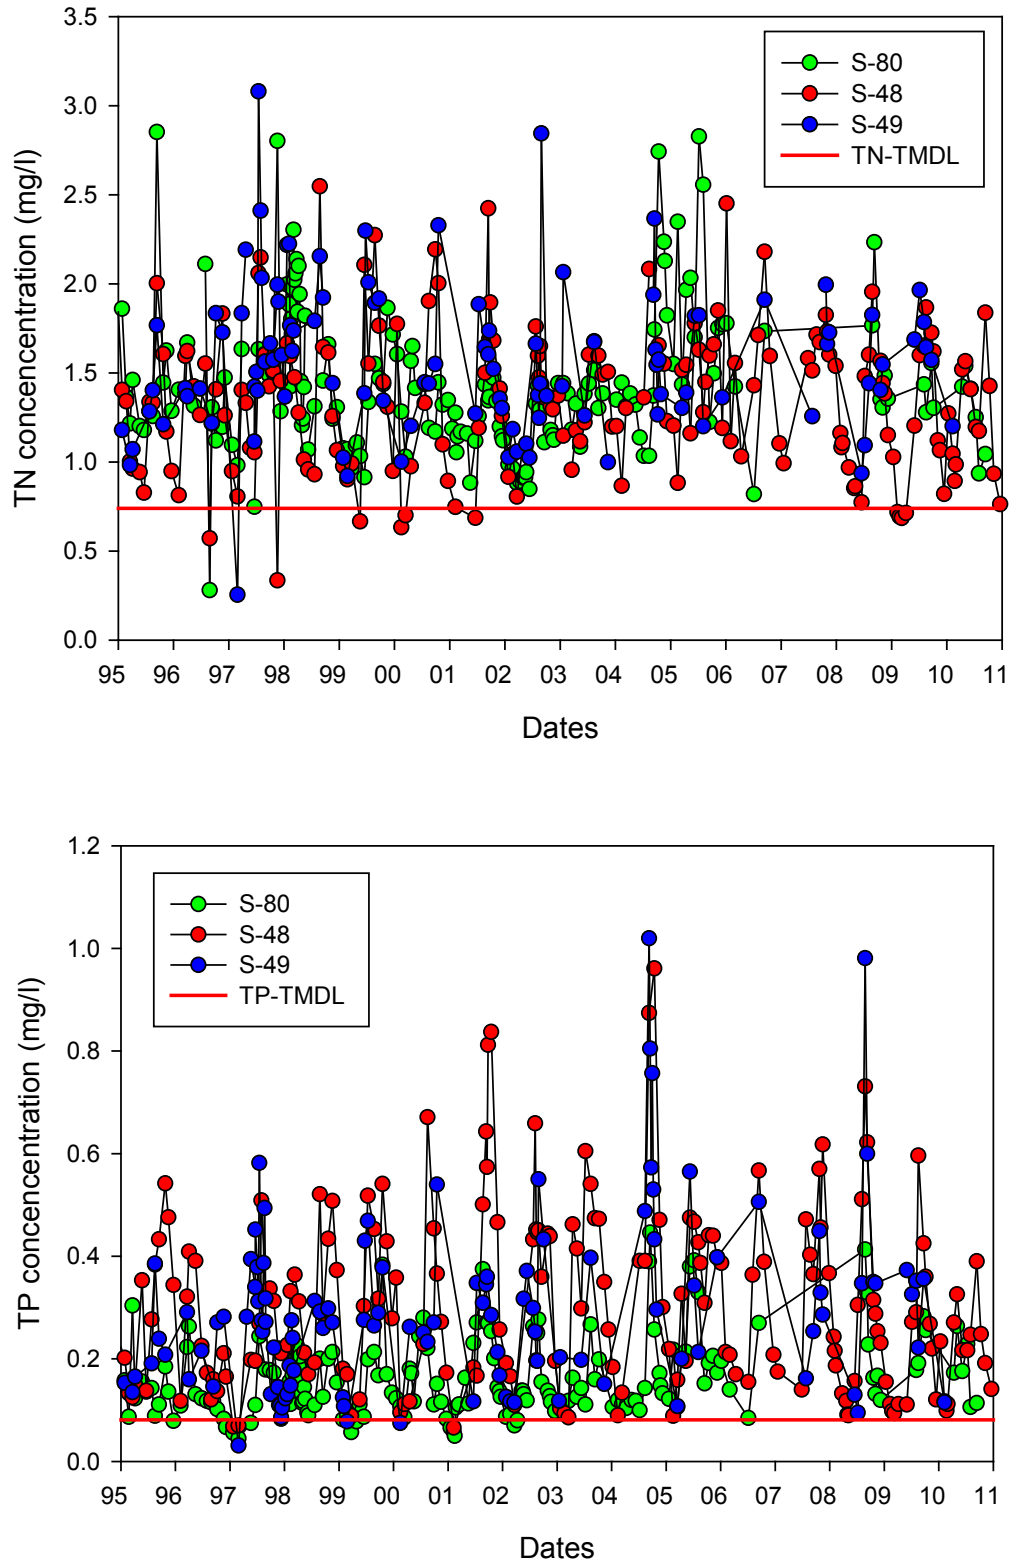 3.5
3.0
2.5
2.0
1.5
1.0
0.5
0.0
TN concentration (mg/l)
S-80
S-48
S-49
TN-TMDL
95 96 97 98 99 00 01 02 03 04 05 06 07 08 09 10 11
Dates
1.2
1.0
0.8
0.6
0.4
0.2
0.0
TP concentration (mg/l)
S-80
S-48
S-49
TP-TMDL
95 96 97 98 99 00 01 02 03 04 05 06 07 08 09 10 11
Dates